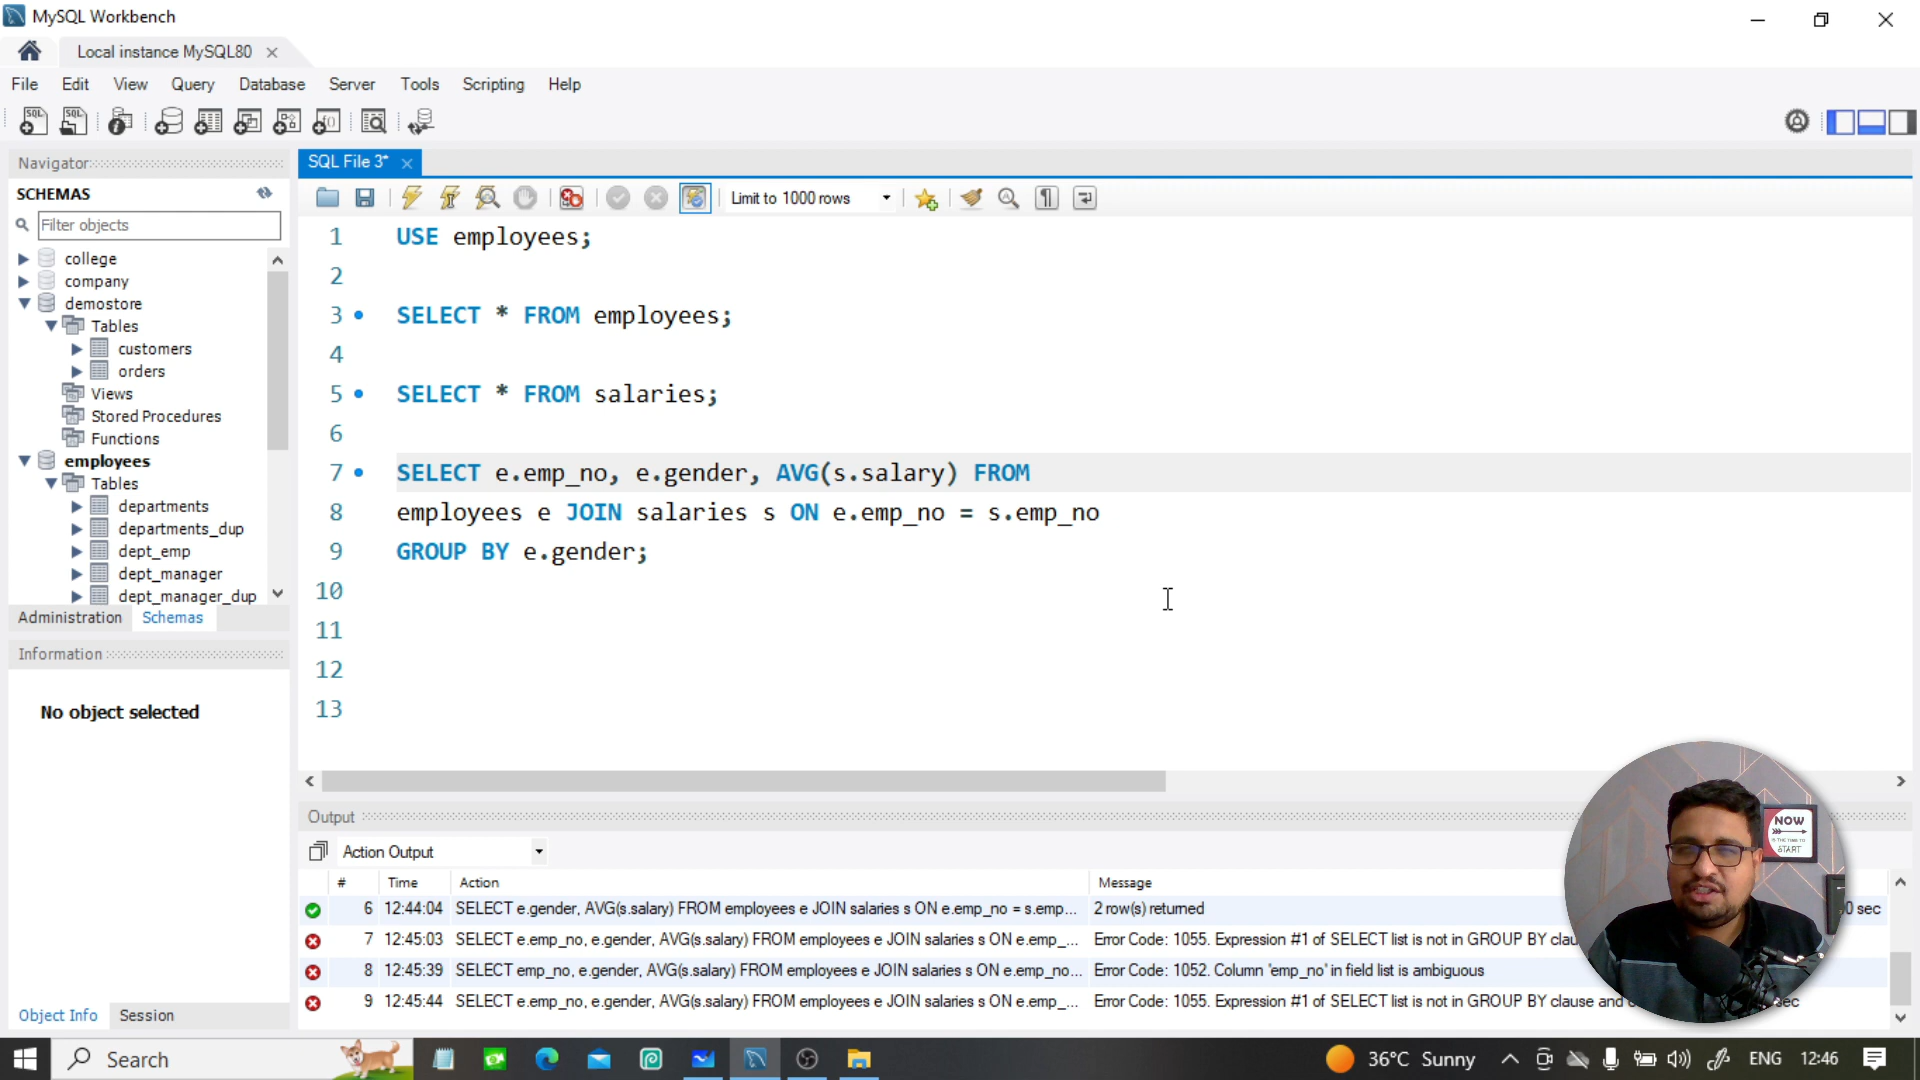 MySQL Workbench
Local instance MySQL80
File Edit View Query Database Server Tools Scripting Help
Navigator
SQL File 3*
SCHEMAS
Limit to 1000 rows
Filter objects
college
company
demostore
Tables
customers
orders
Views
Stored Procedures
Functions
employees
Tables
departments
departments_dup
dept_emp
dept_manager
dept_manager_dup
Administration Schemas
Information
No object selected
Object Info Session
1 USE employees;
2
3 SELECT * FROM employees;
4
5 SELECT * FROM salaries;
6
7 SELECT e.emp_no, e.gender, AVG(s.salary) FROM
8 employees e JOIN salaries s ON e.emp_no = s.emp_no
9 GROUP BY e.gender;
10
11
12
13
Output
Action Output
# Time Action Message
6 12:44:04 SELECT e.gender, AVG(s.salary) FROM employees e JOIN salaries s ON e.emp_no = s.emp... 2 row(s) returned 0 sec
7 12:45:03 SELECT e.emp_no, e.gender, AVG(s.salary) FROM employees e JOIN salaries s ON e.emp_... Error Code: 1055. Expression #1 of SELECT list is not in GROUP BY clau
8 12:45:39 SELECT emp_no, e.gender, AVG(s.salary) FROM employees e JOIN salaries s ON e.emp_no... Error Code: 1052. Column 'emp_no' in field list is ambiguous
9 12:45:44 SELECT e.emp_no, e.gender, AVG(s.salary) FROM employees e JOIN salaries s ON e.emp_... Error Code: 1055. Expression #1 of SELECT list is not in GROUP BY clause and sec
NOW
START
Search
36°C Sunny
ENG
12:46